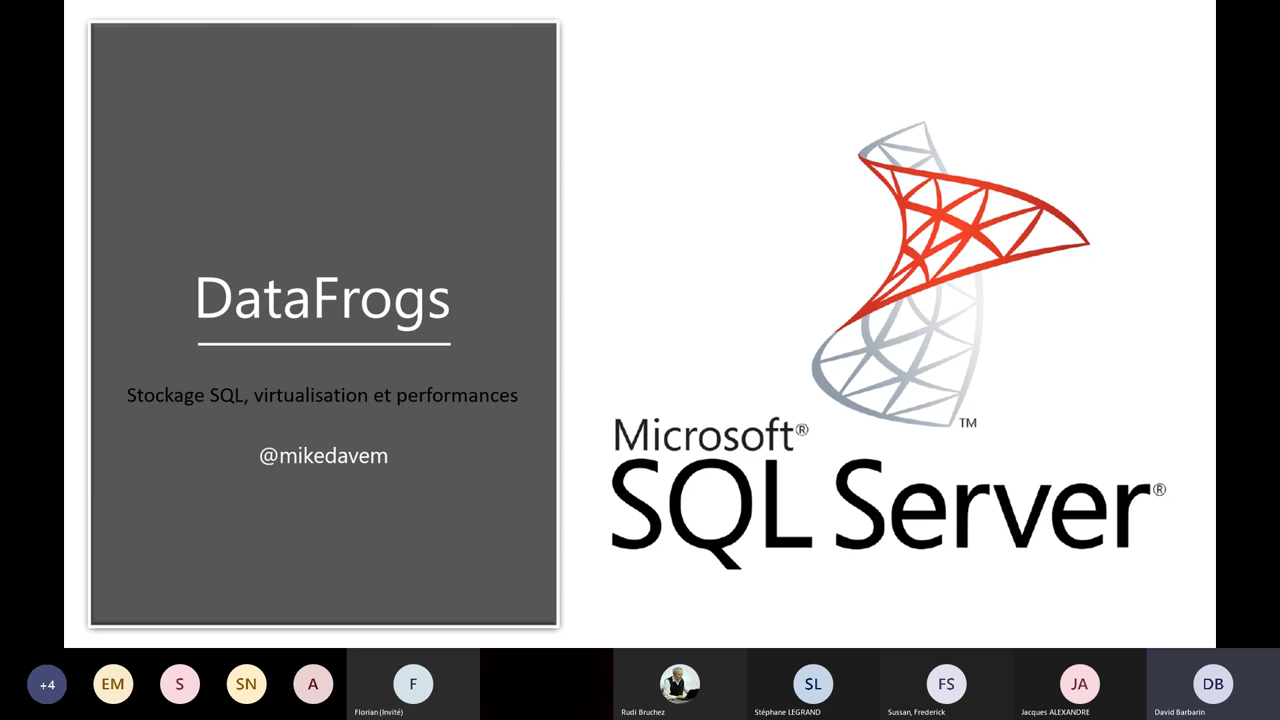 DataFrogs
Stockage SQL, virtualisation et performances
@mikedavem
TM
Microsoft®
SQL Server®
+4
EM
S
SN
A
F
Florian (Invité)
Rudi Bruchez
SL
Stéphane LEGRAND
FS
Sussan, Frederick
JA
Jacques ALEXANDRE
DB
David Barbarin